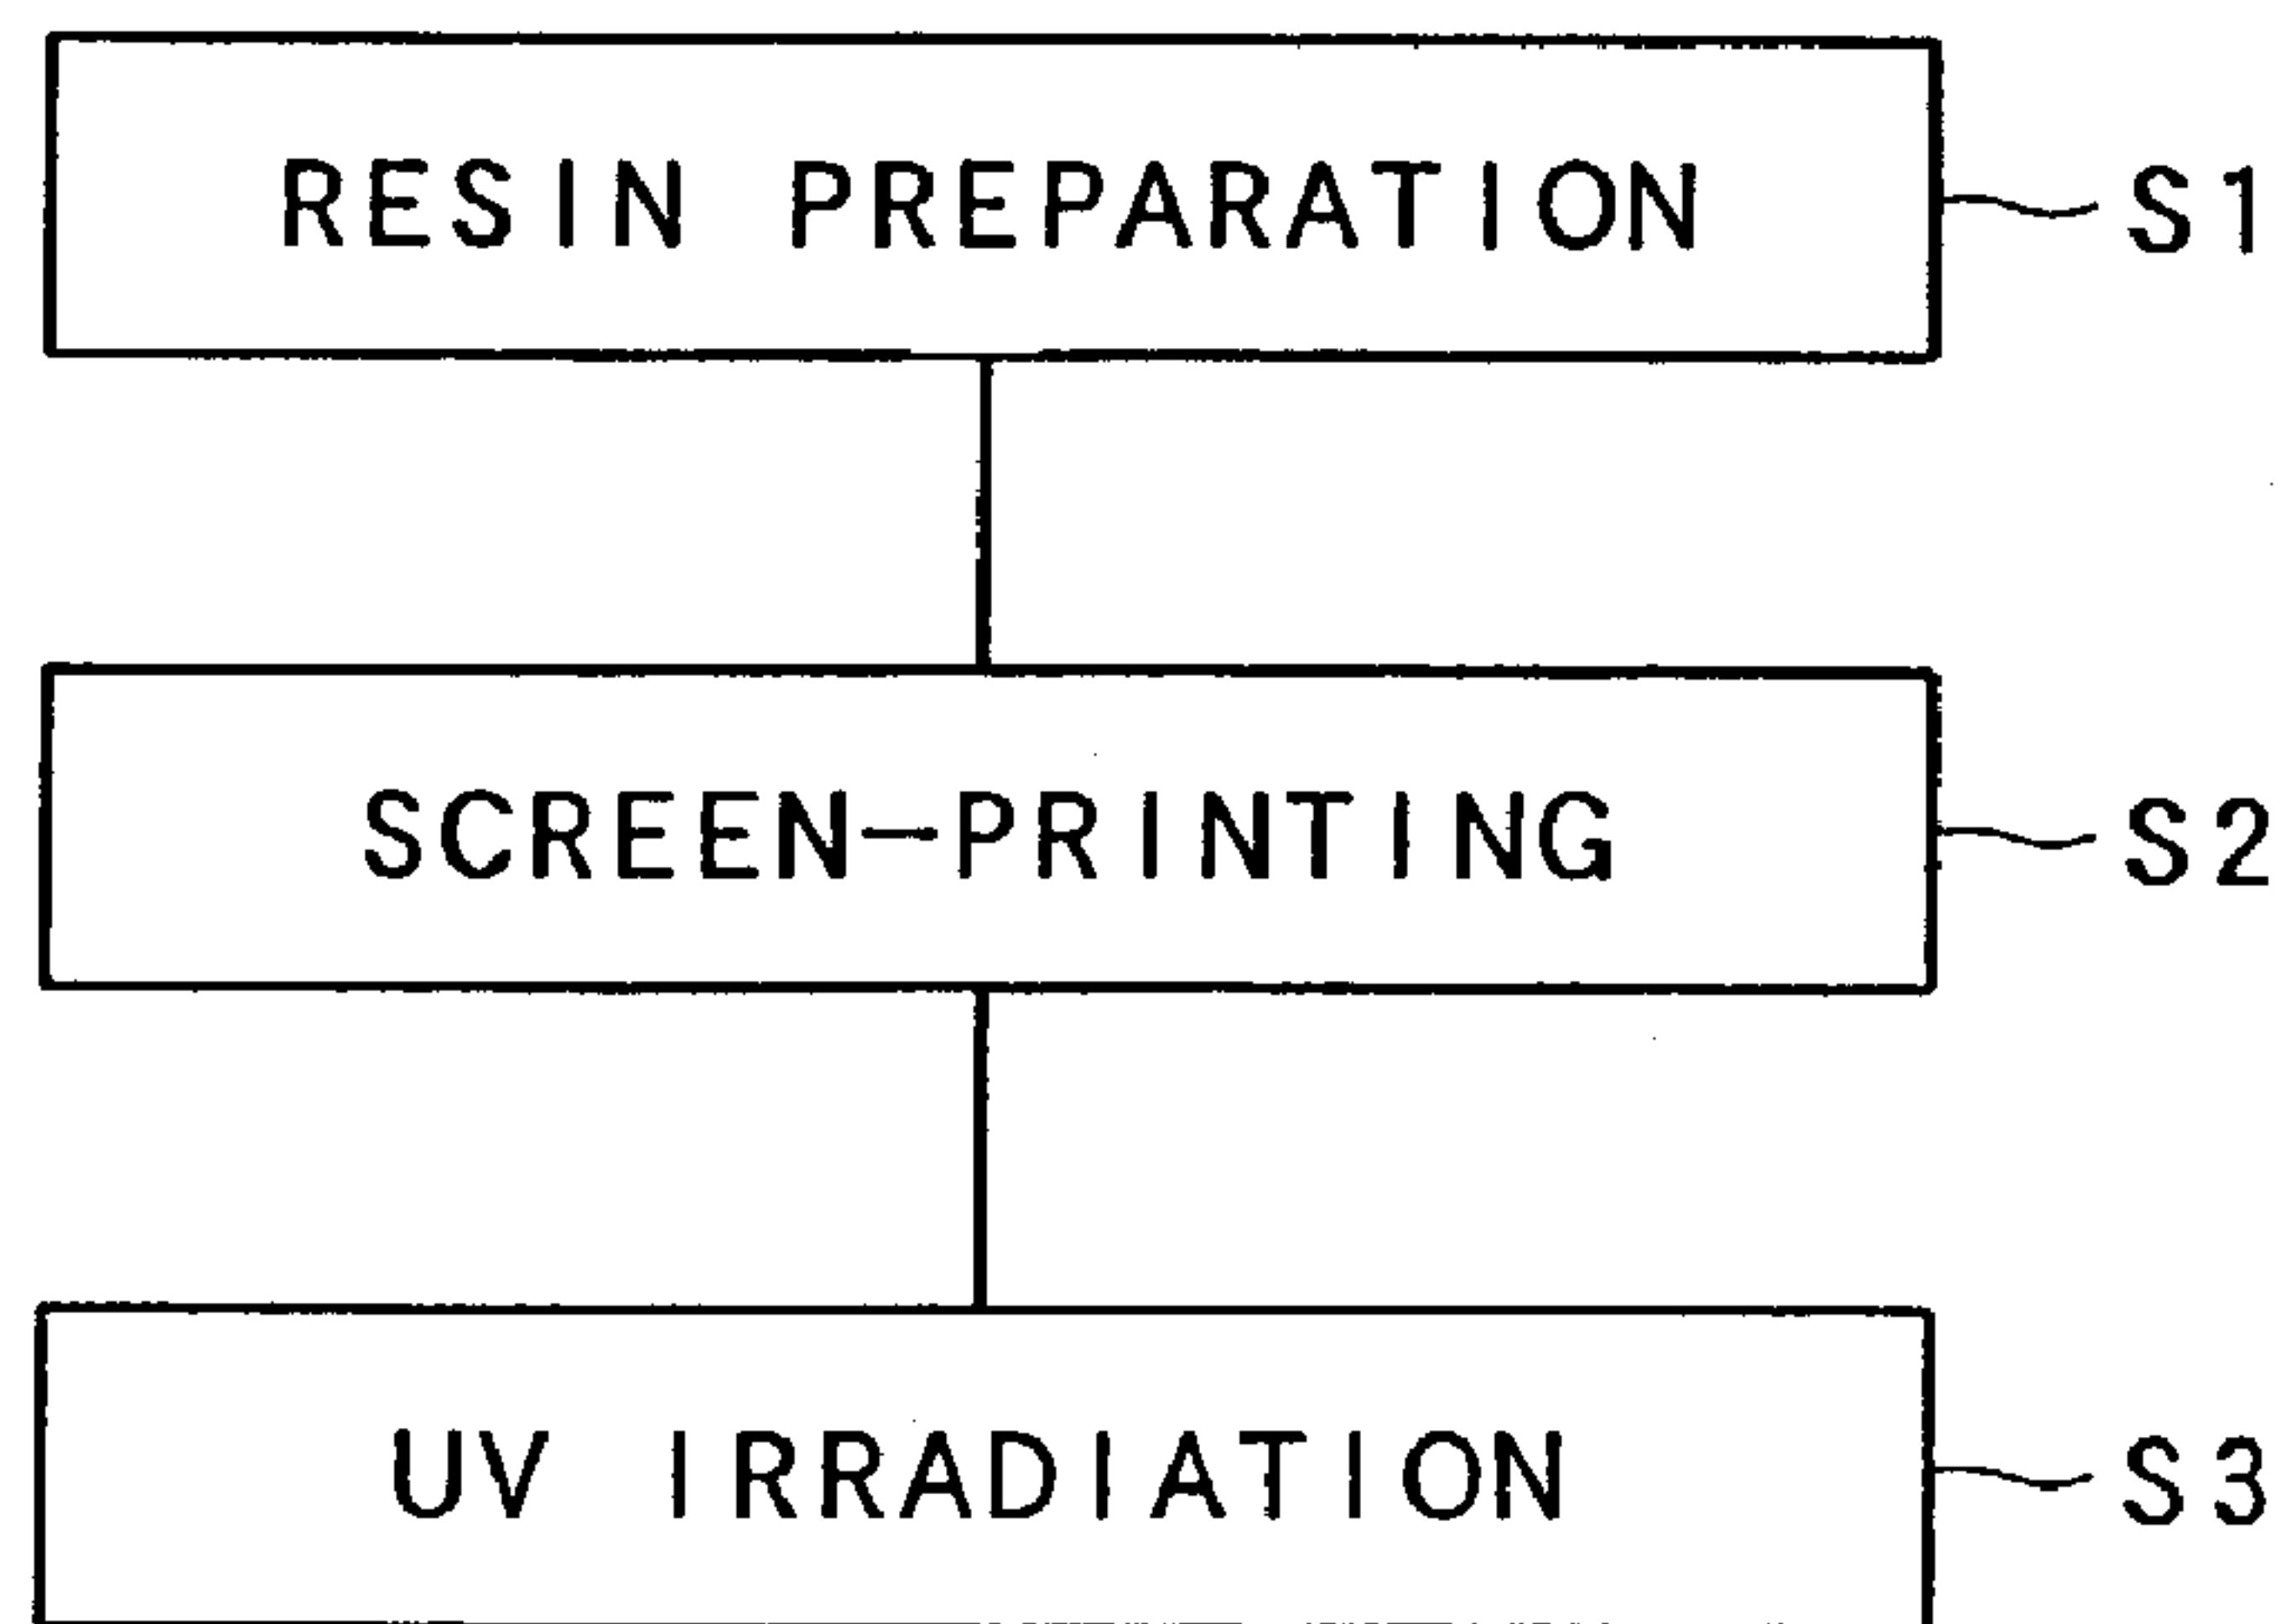 RESIN PREPARATION S1
SCREEN-PRINTING S2
UV IRRADIATION S3